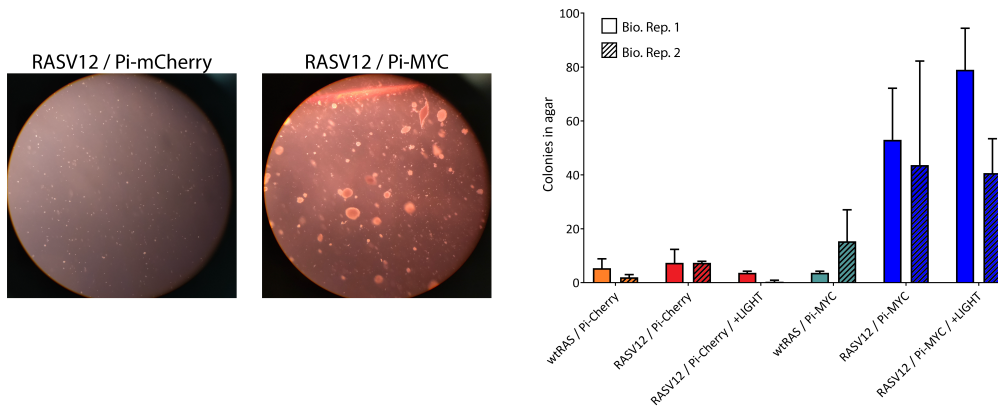 RASV12 / Pi-mCherry
RASV12 / Pi-MYC
Colonies in agar
100
80
60
40
20
0
Bio. Rep. 1
Bio. Rep. 2
wtRAS / Pi-Cherry
RASV12 / Pi-Cherry
RASV12 / Pi-Cherry / +LIGHT
wtRAS / Pi-MYC
RASV12 / Pi-MYC
RASV12 / Pi-MYC / +LIGHT